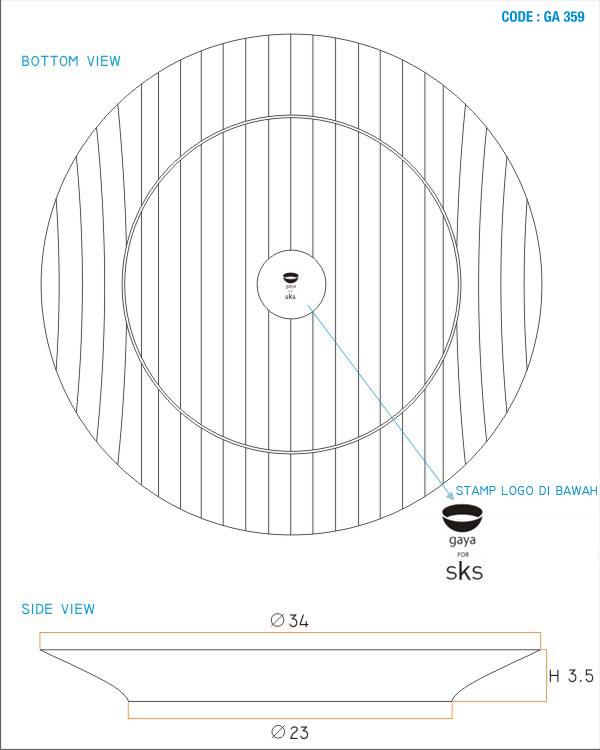 CODE : GA 359
BOTTOM VIEW
gaya
sks
STAMP LOGO DI BAWAH
gaya
FOR
sks
SIDE VIEW
Ø 34
H 3.5
Ø 23